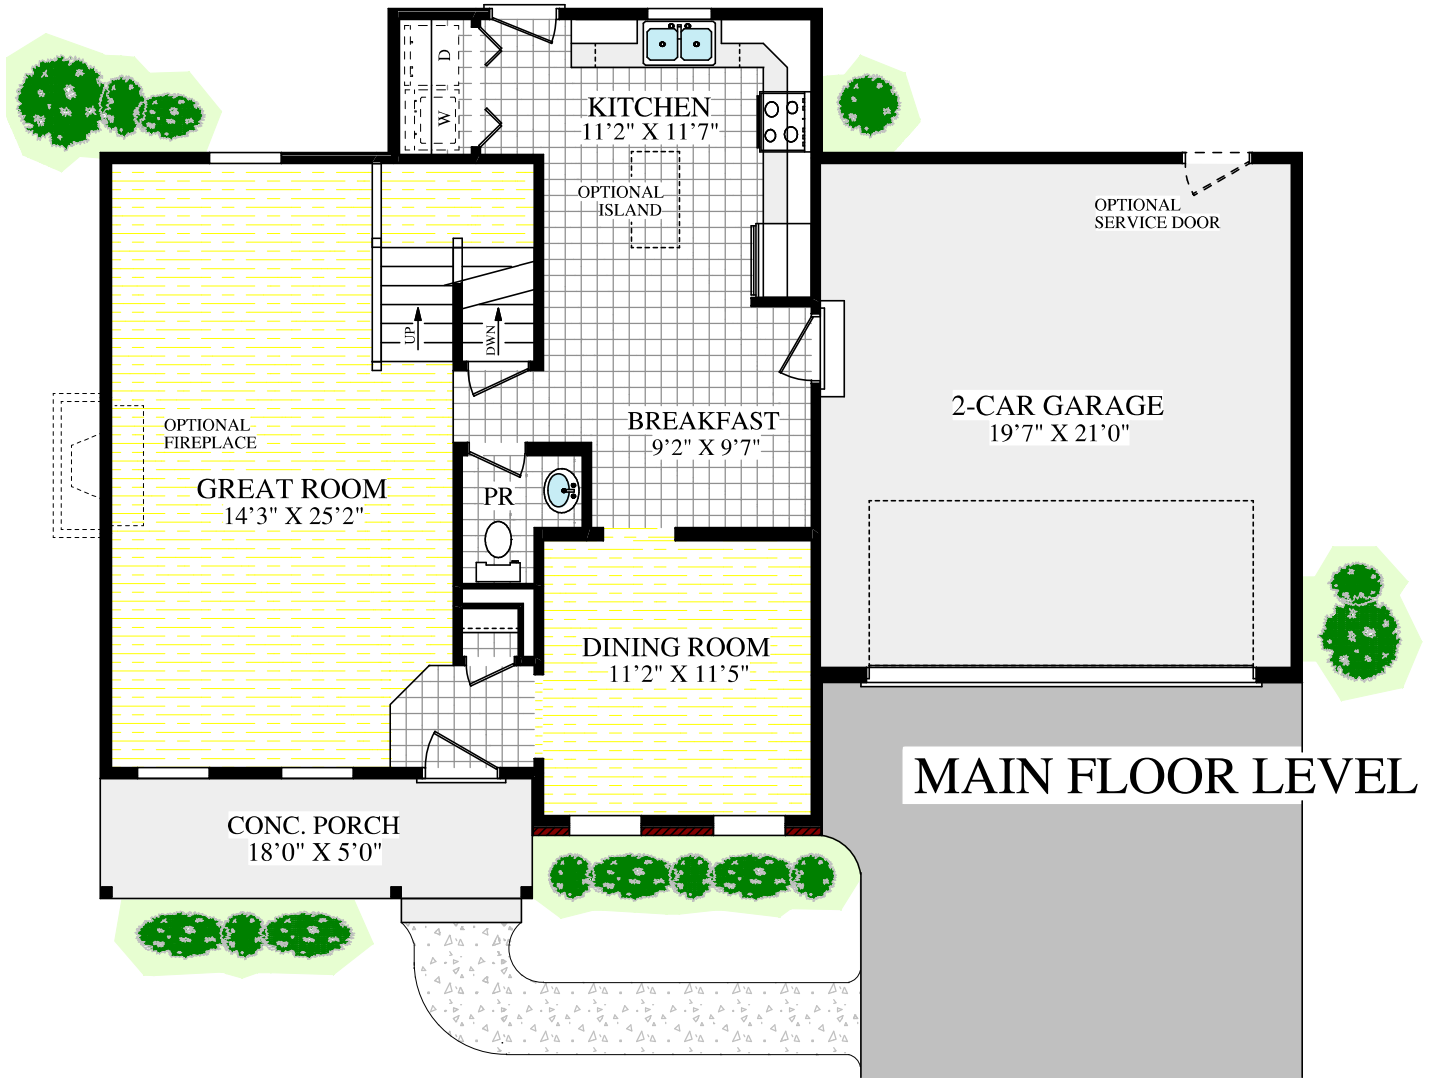 D
W
KITCHEN
11'2" X 11'7"
OPTIONAL
ISLAND
OPTIONAL
SERVICE DOOR
UP
DWN
2-CAR GARAGE
19'7" X 21'0"
BREAKFAST
9'2" X 9'7"
OPTIONAL
FIREPLACE
GREAT ROOM
14'3" X 25'2"
PR
DINING ROOM
11'2" X 11'5"
MAIN FLOOR LEVEL
CONC. PORCH
18'0" X 5'0"